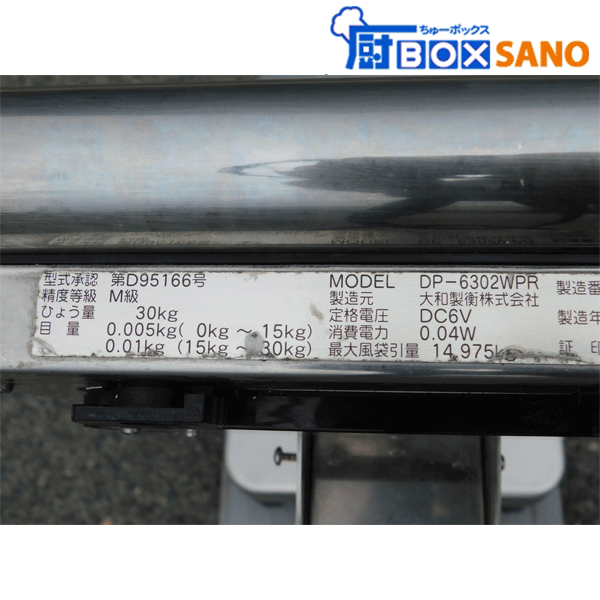 ちゅーボックス
厨BOX SANO
型式承認 第D95166号
精度等級 M級
ひょう量 30kg
目量 0.005kg( 0kg ～ 15kg)
0.01kg (15kg ～ 30kg)
MODEL DP-6302WPR
製造元 大和製衡株式会社
定格電圧 DC6V
消費電力 0.04W
最大風袋引量 14.975kg
製造番
製造年
証 印